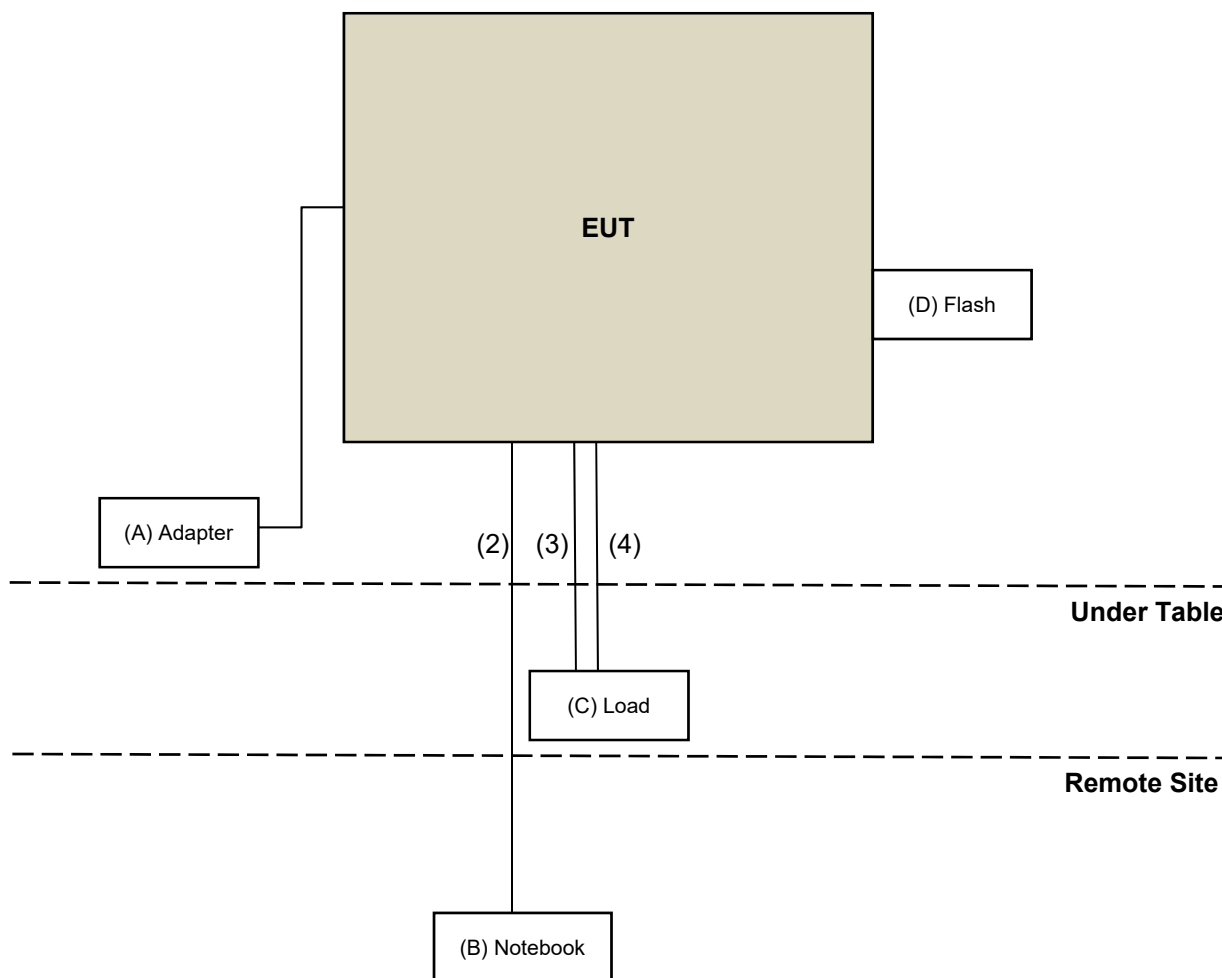 EUT
(D) Flash
(A) Adapter
(2) (3) (4)
Under Table
(C) Load
Remote Site
(B) Notebook